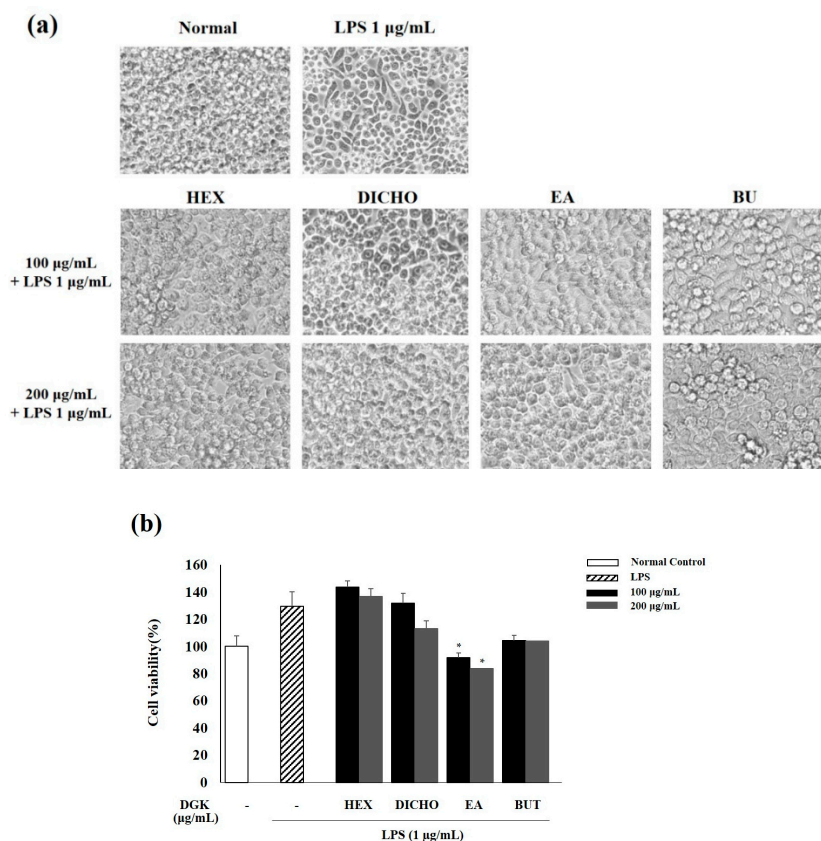 (a)
Normal LPS 1 µg/mL
HEX DICHO EA BU
100 µg/mL
+ LPS 1 µg/mL
200 µg/mL
+ LPS 1 µg/mL
(b)
160
140
120
100
80
60
40
20
0
Cell viability(%)
* *
Normal Control
LPS
100 µg/mL
200 µg/mL
DGK - - HEX DICHO EA BUT
(µg/mL)
LPS (1 µg/mL)